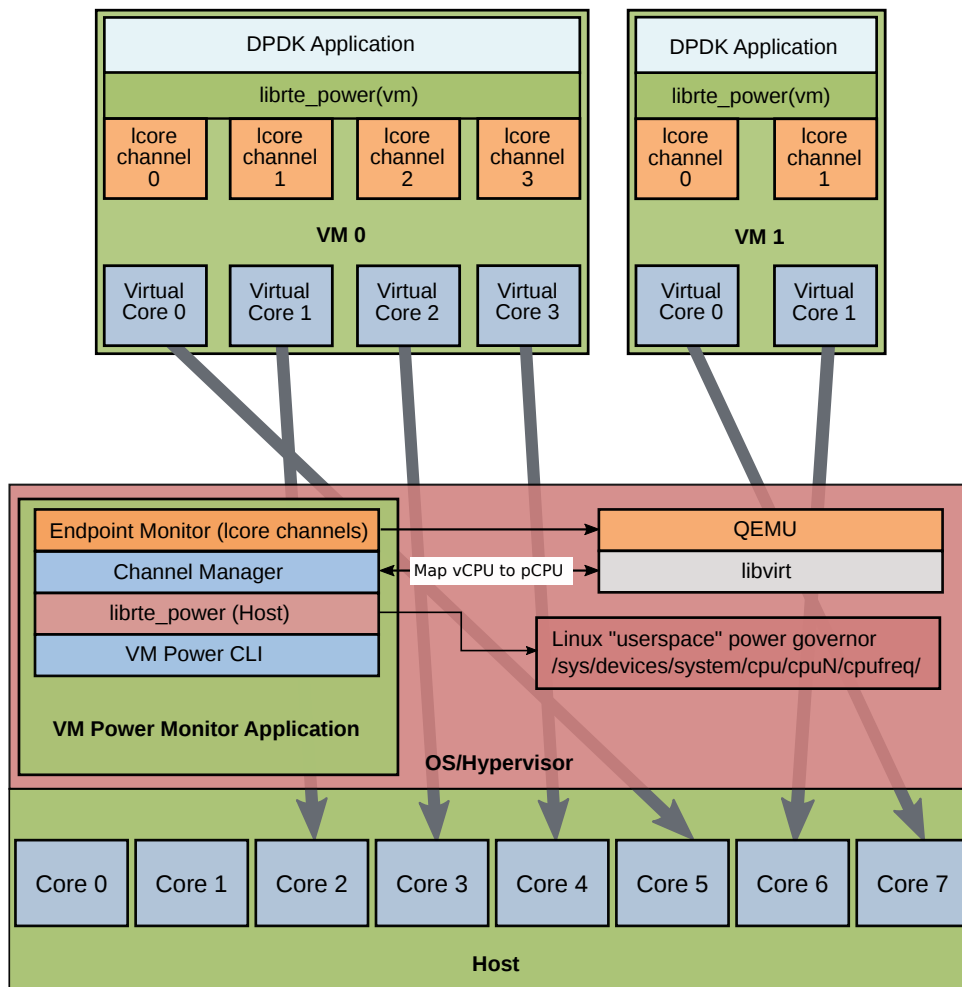 DPDK Application
librte_power(vm)
lcore
channel
0
lcore
channel
1
lcore
channel
2
lcore
channel
3
VM 0
Virtual
Core 0
Virtual
Core 1
Virtual
Core 2
Virtual
Core 3
DPDK Application
librte_power(vm)
lcore
channel
0
lcore
channel
1
VM 1
Virtual
Core 0
Virtual
Core 1
Endpoint Monitor (lcore channels)
Channel Manager
librte_power (Host)
VM Power CLI
VM Power Monitor Application
Map vCPU to pCPU
QEMU
libvirt
Linux "userspace" power governor
/sys/devices/system/cpu/cpuN/cpufreq/
OS/Hypervisor
Core 0
Core 1
Core 2
Core 3
Core 4
Core 5
Core 6
Core 7
Host